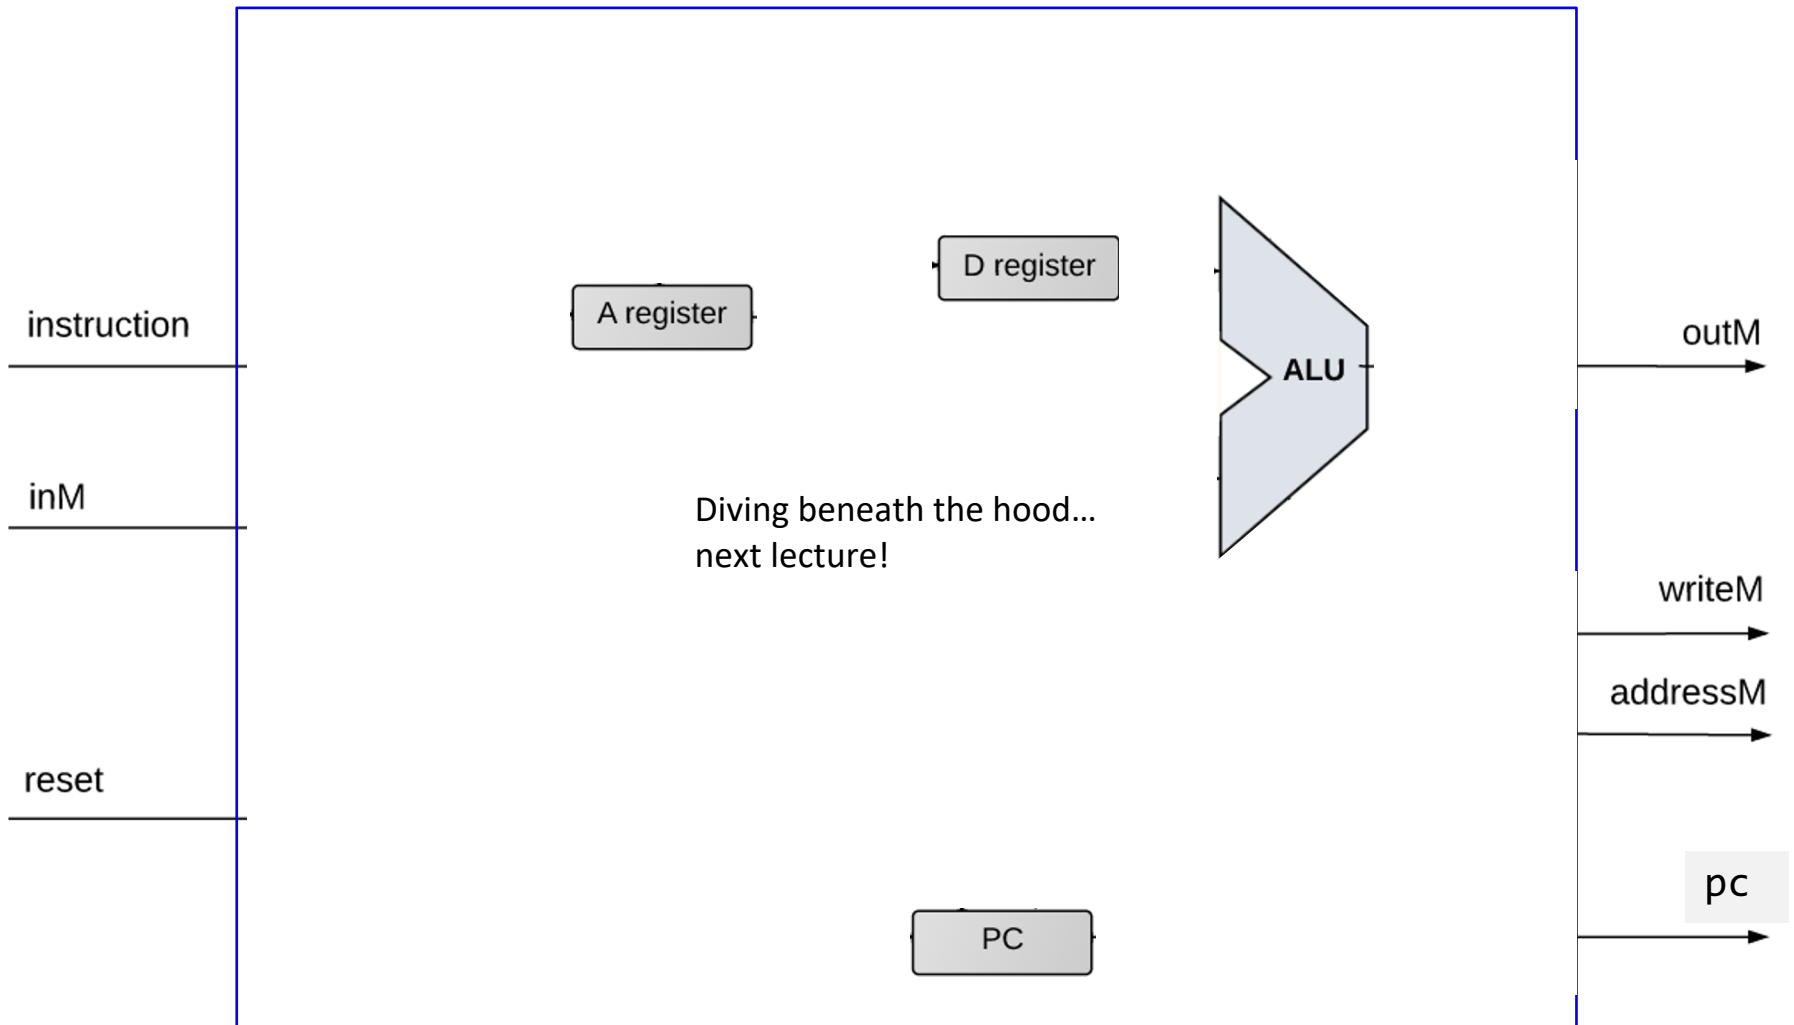 D register
A register
instruction
outM
ALU
inM
Diving beneath the hood…
next lecture!
writeM
addressM
reset
pc
PC